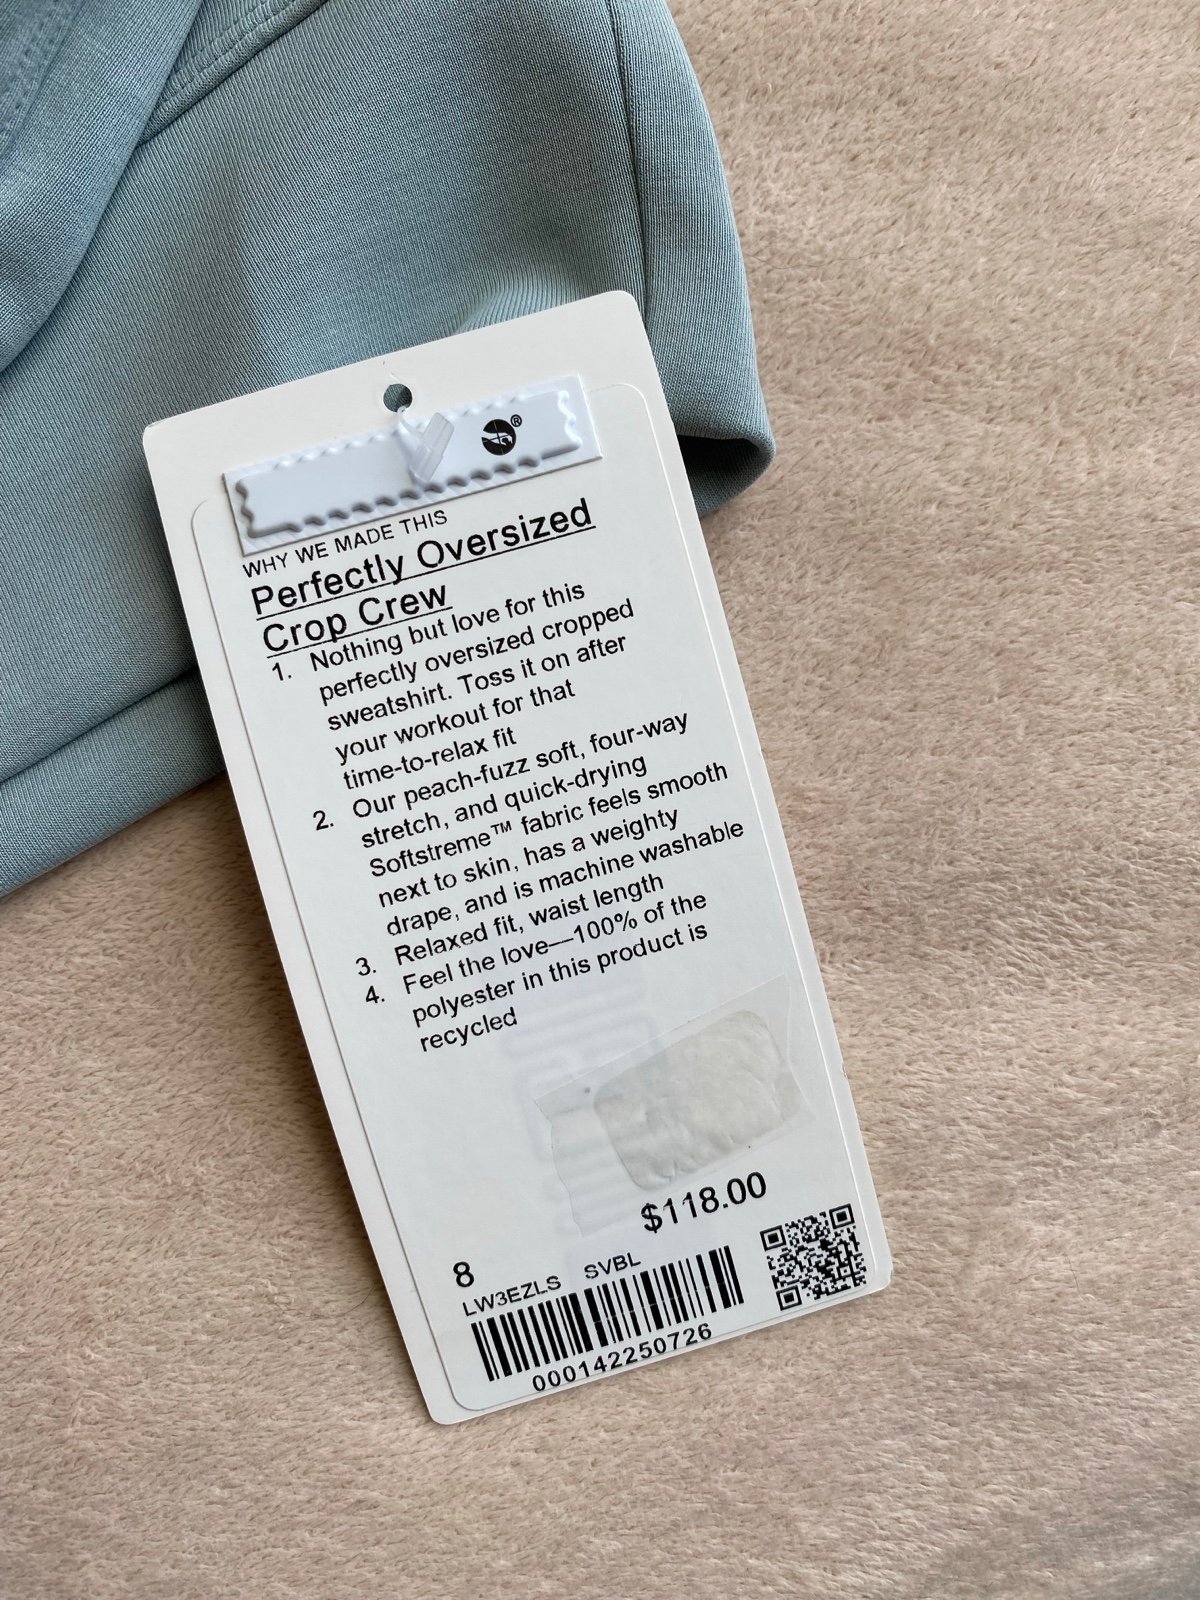 ®
WHY WE MADE THIS
Perfectly Oversized
Crop Crew
1. Nothing but love for this
perfectly oversized cropped
sweatshirt. Toss it on after
your workout for that
time-to-relax fit
2. Our peach-fuzz soft, four-way
stretch, and quick-drying
Softstreme™ fabric feels smooth
next to skin, has a weighty
drape, and is machine washable
3. Relaxed fit, waist length
4. Feel the love—100% of the
polyester in this product is
recycled
$118.00
8
LW3EZLS SVBL
000142250726